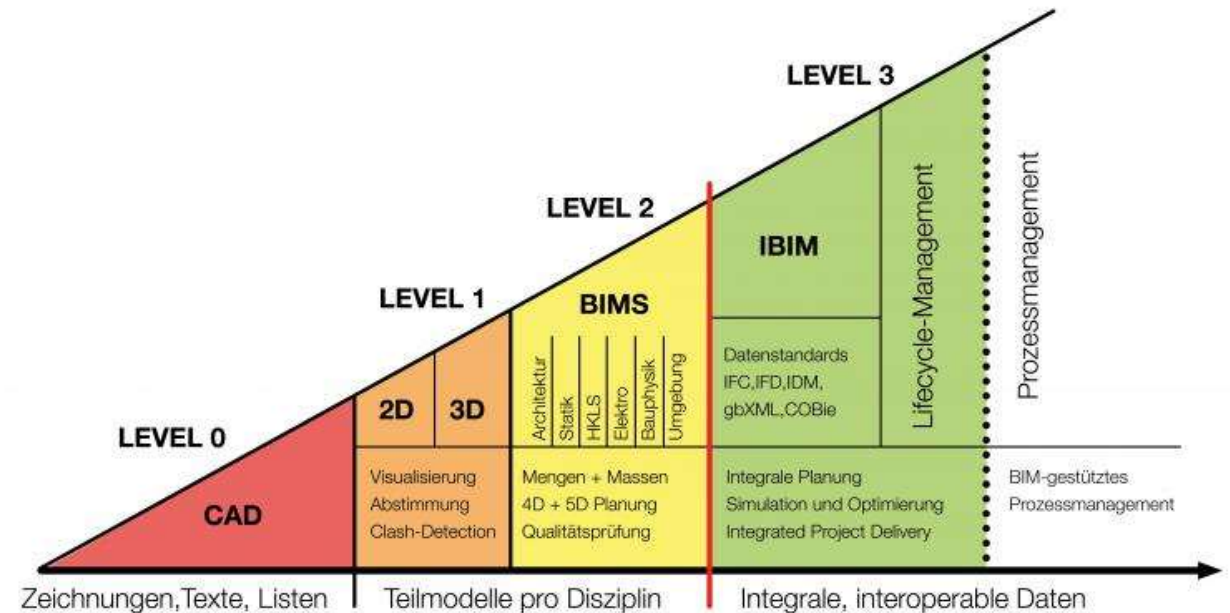 LEVEL 3
LEVEL 2
LEVEL 1
LEVEL 0
CAD
2D
3D
Visualisierung
Abstimmung
Clash-Detection
BIMS
Architektur
Statik
HKLS
Elektro
Bauphysik
Umgebung
Mengen + Massen
4D + 5D Planung
Qualitätsprüfung
IBIM
Datenstandards
IFC,IFD,IDM,
gbXML,COBie
Lifecycle-Management
Integrale Planung
Simulation und Optimierung
Integrated Project Delivery
Prozessmanagement
BIM-gestütztes
Prozessmanagement
Zeichnungen,Texte, Listen
Teilmodelle pro Disziplin
Integrale, interoperable Daten